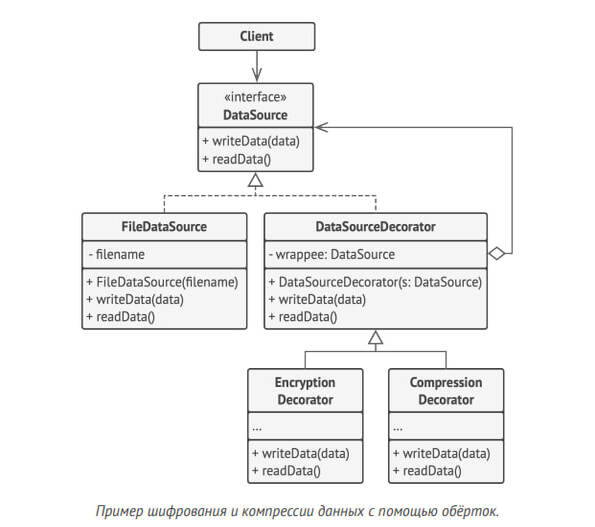 Client
«interface»
DataSource
+ writeData(data)
+ readData()
FileDataSource
- filename
+ FileDataSource(filename)
+ writeData(data)
+ readData()
DataSourceDecorator
- wrappee: DataSource
+ DataSourceDecorator(s: DataSource)
+ writeData(data)
+ readData()
Encryption
Decorator
...
+ writeData(data)
+ readData()
Compression
Decorator
...
+ writeData(data)
+ readData()
Пример шифрования и компрессии данных с помощью обёрток.